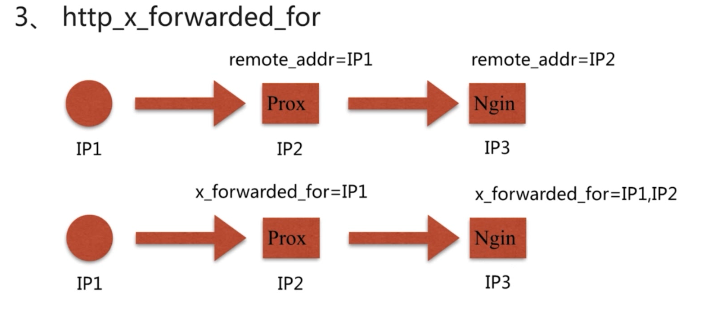 3、 http_x_forwarded_for
remote_addr=IP1 remote_addr=IP2
Prox Ngin
IP1 IP2 IP3
x_forwarded_for=IP1 x_forwarded_for=IP1,IP2
Prox Ngin
IP1 IP2 IP3